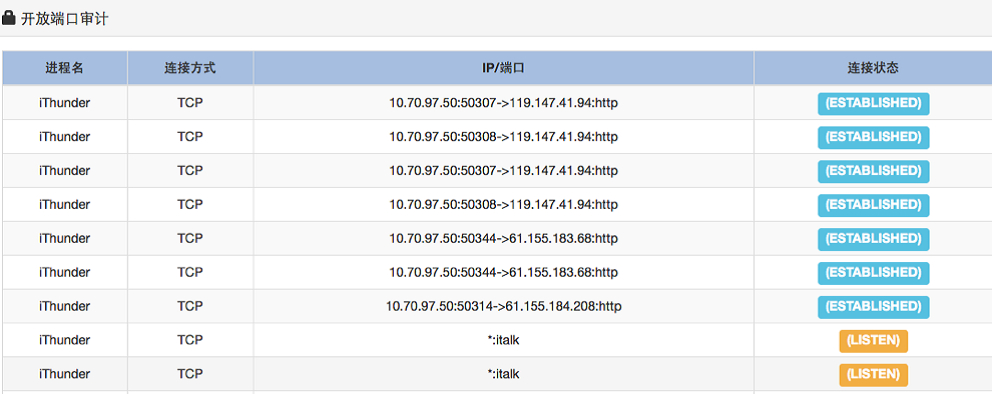 开放端口审计
进程名 连接方式 IP/端口 连接状态
iThunder TCP 10.70.97.50:50307->119.147.41.94:http (ESTABLISHED)
iThunder TCP 10.70.97.50:50308->119.147.41.94:http (ESTABLISHED)
iThunder TCP 10.70.97.50:50307->119.147.41.94:http (ESTABLISHED)
iThunder TCP 10.70.97.50:50308->119.147.41.94:http (ESTABLISHED)
iThunder TCP 10.70.97.50:50344->61.155.183.68:http (ESTABLISHED)
iThunder TCP 10.70.97.50:50344->61.155.183.68:http (ESTABLISHED)
iThunder TCP 10.70.97.50:50314->61.155.184.208:http (ESTABLISHED)
iThunder TCP *:italk (LISTEN)
iThunder TCP *:italk (LISTEN)